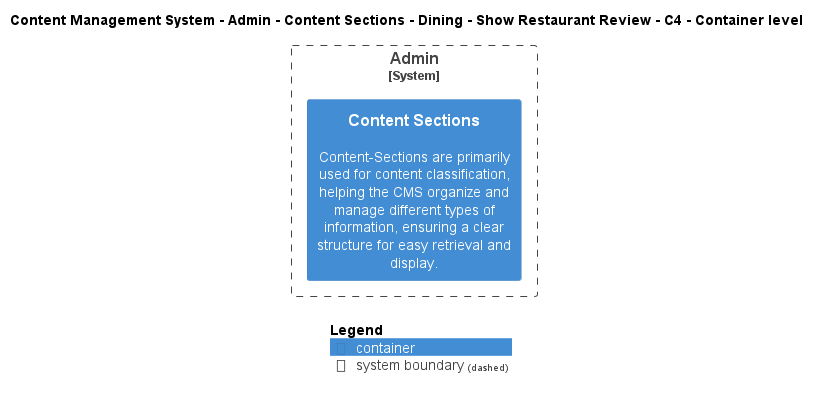 Content Management System - Admin - Content Sections - Dining - Show Restaurant Review - C4 - Container level
Admin
[System]
Content Sections
Content-Sections are primarily
used for content classification,
helping the CMS organize and
manage different types of
information, ensuring a clear
structure for easy retrieval and
display.
Legend
container
system boundary (dashed)